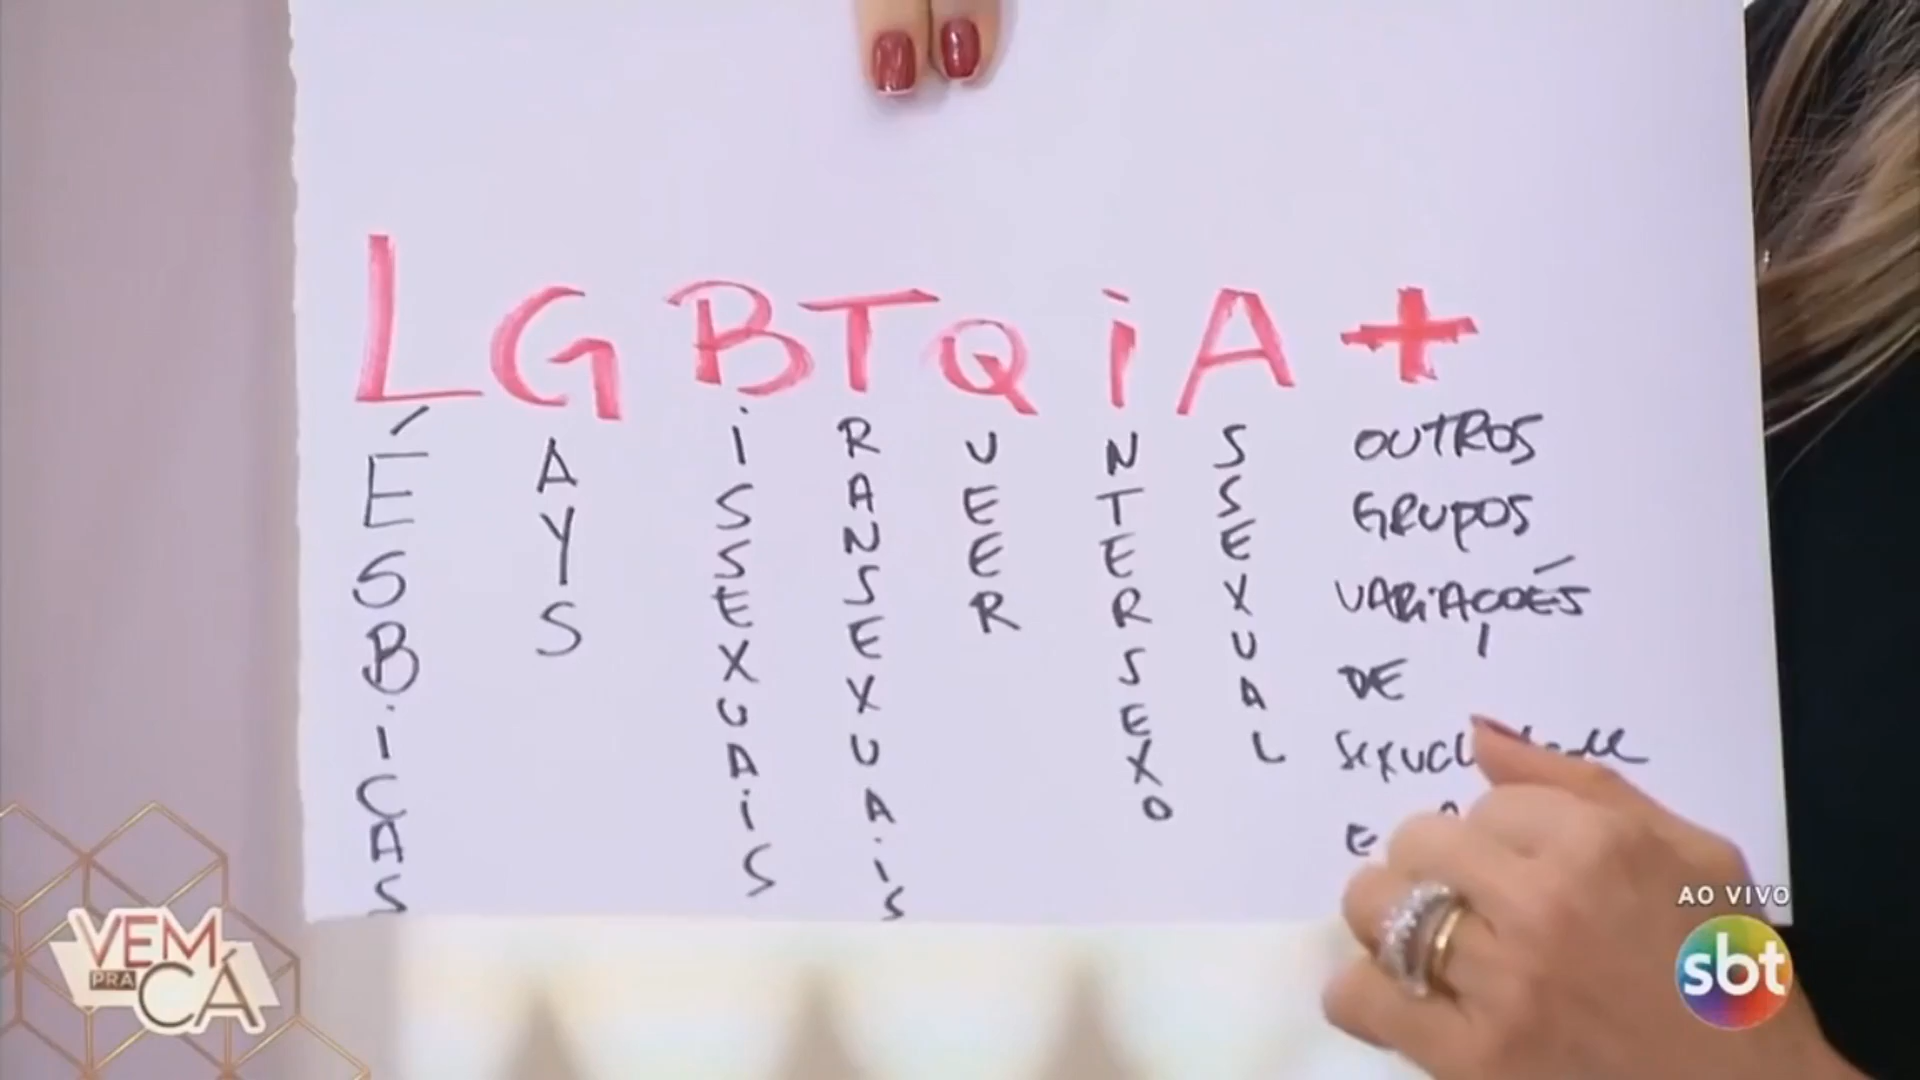 LGBTQiA+
LÉSBiCAS
GAYS
BiSSEXUAiS
TRANSEXUAiS
QUEER
iNTERSEXO
ASSEXUAL
OUTROS
GRUPOS
VARiAÇÕES
DE
E
VEM
PRA
CÁ
AO VIVO
sbt